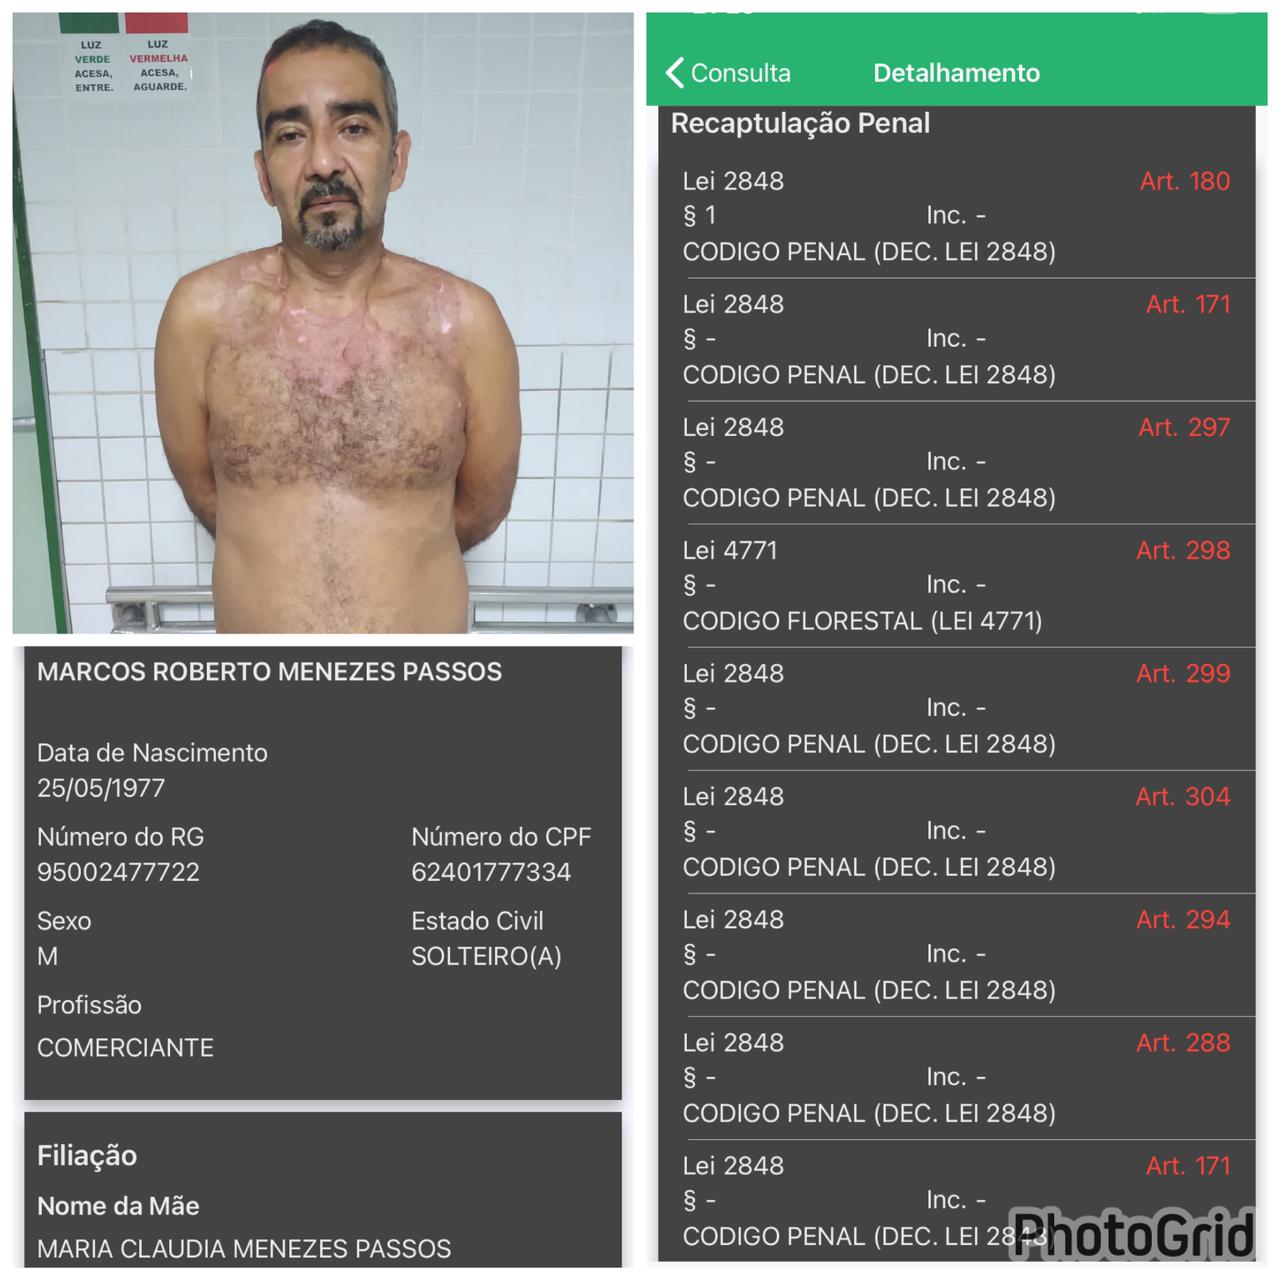 LUZ
VERDE
ACESA,
ENTRE.
LUZ
VERMELHA
ACESA,
AGUARDE.
MARCOS ROBERTO MENEZES PASSOS
Data de Nascimento
25/05/1977
Número do RG Número do CPF
95002477722 62401777334
Sexo Estado Civil
M SOLTEIRO(A)
Profissão
COMERCIANTE
Filiação
Nome da Mãe
MARIA CLAUDIA MENEZES PASSOS
Consulta Detalhamento
Recaptulação Penal
Lei 2848 Art. 180
§ 1 Inc. -
CODIGO PENAL (DEC. LEI 2848)
Lei 2848 Art. 171
§ - Inc. -
CODIGO PENAL (DEC. LEI 2848)
Lei 2848 Art. 297
§ - Inc. -
CODIGO PENAL (DEC. LEI 2848)
Lei 4771 Art. 298
§ - Inc. -
CODIGO FLORESTAL (LEI 4771)
Lei 2848 Art. 299
§ - Inc. -
CODIGO PENAL (DEC. LEI 2848)
Lei 2848 Art. 304
§ - Inc. -
CODIGO PENAL (DEC. LEI 2848)
Lei 2848 Art. 294
§ - Inc. -
CODIGO PENAL (DEC. LEI 2848)
Lei 2848 Art. 288
§ - Inc. -
CODIGO PENAL (DEC. LEI 2848)
Lei 2848 Art. 171
§ - Inc. -
CODIGO PENAL (DEC. LEI 2848)
PhotoGrid